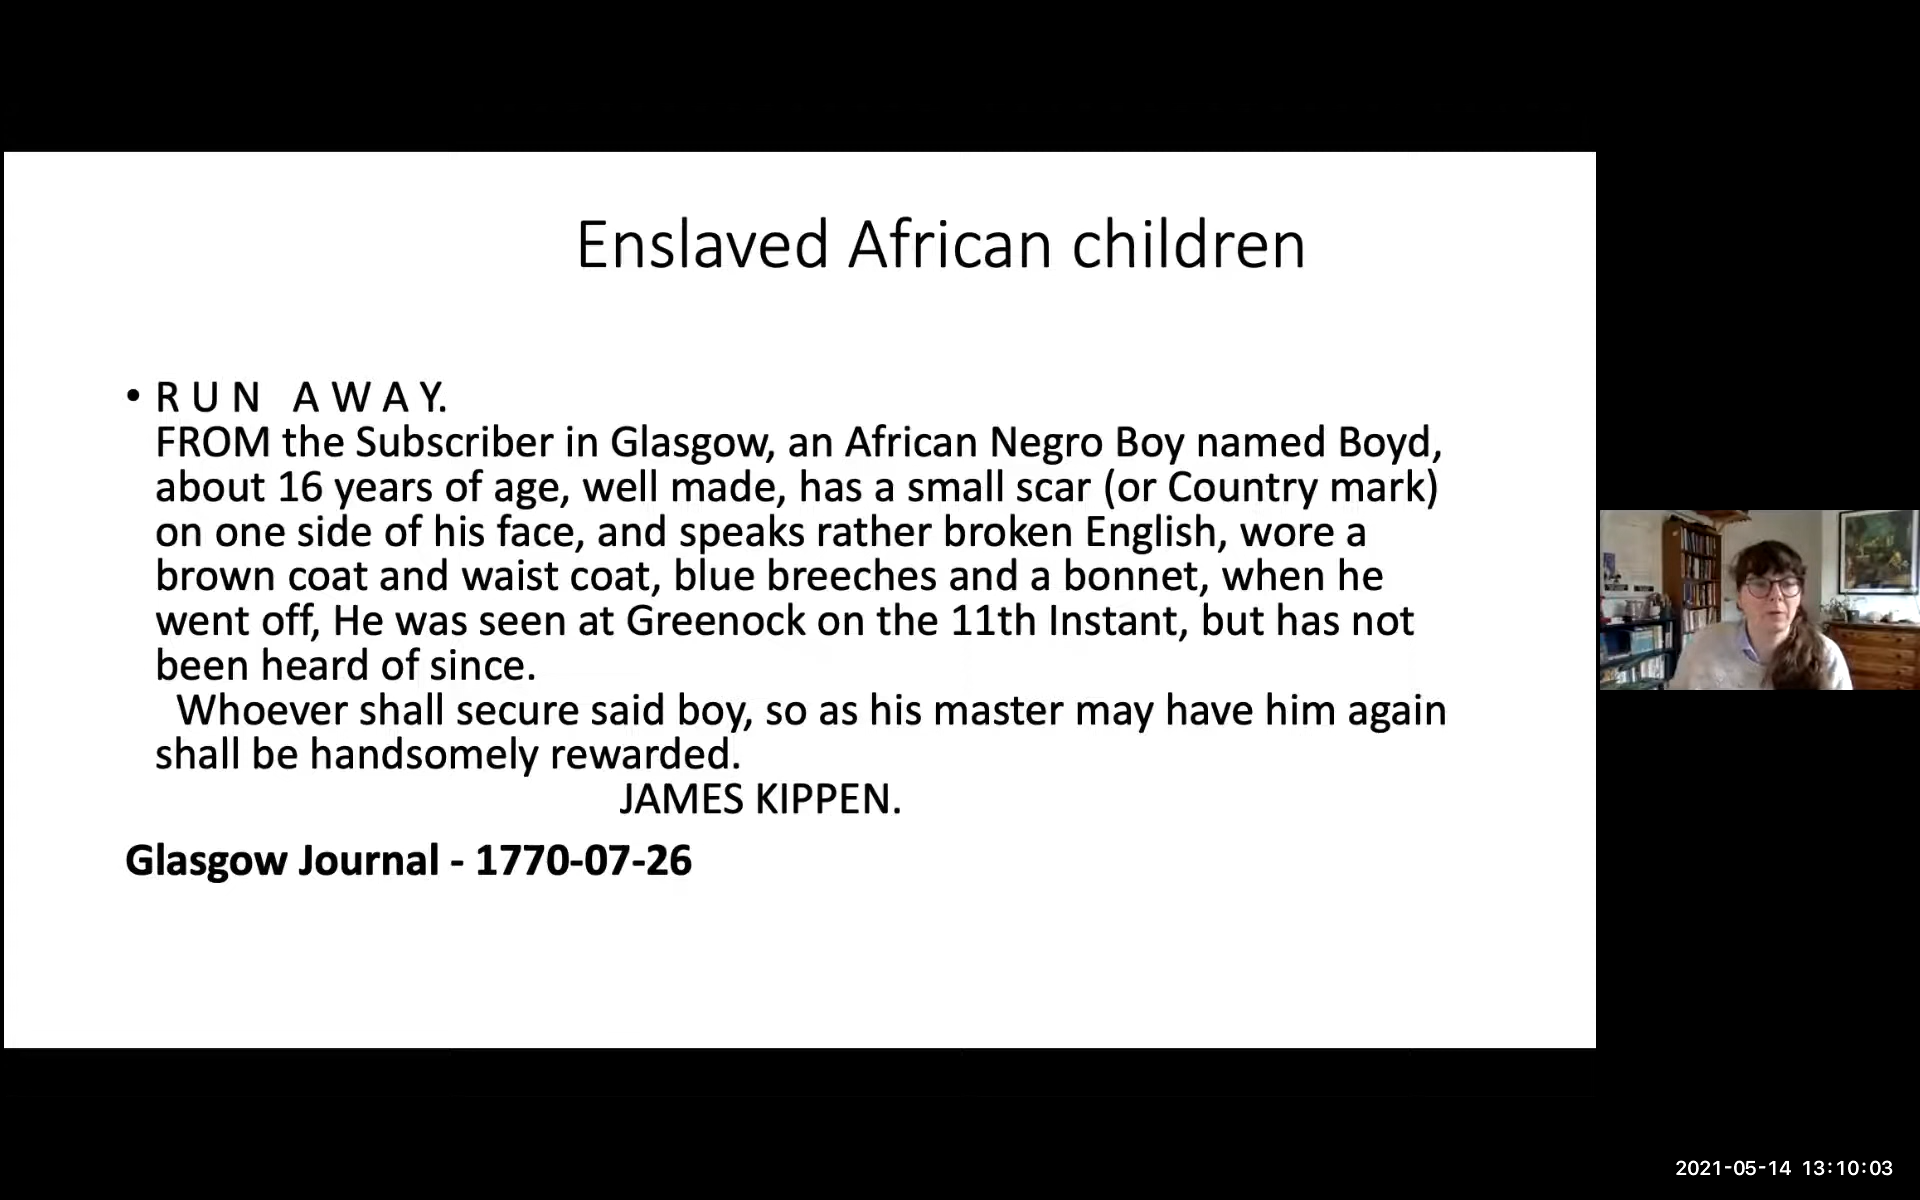 Enslaved African children
• R U N   A W A Y.
FROM the Subscriber in Glasgow, an African Negro Boy named Boyd,
about 16 years of age, well made, has a small scar (or Country mark)
on one side of his face, and speaks rather broken English, wore a
brown coat and waist coat, blue breeches and a bonnet, when he
went off, He was seen at Greenock on the 11th Instant, but has not
been heard of since.
Whoever shall secure said boy, so as his master may have him again
shall be handsomely rewarded.
JAMES KIPPEN.
Glasgow Journal - 1770-07-26
2021-05-14 13:10:03